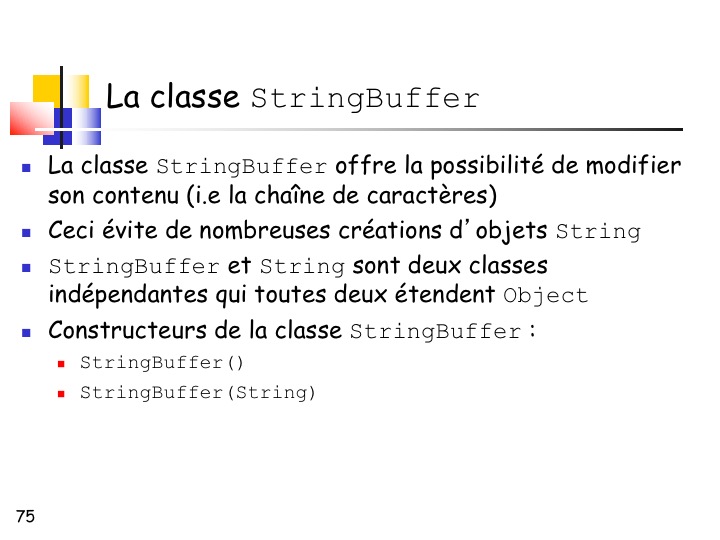 La classe StringBuffer
La classe StringBuffer offre la possibilité de modifier
son contenu (i.e la chaîne de caractères)
Ceci évite de nombreuses créations d’objets String
StringBuffer et String sont deux classes
indépendantes qui toutes deux étendent Object
Constructeurs de la classe StringBuffer :
StringBuffer()
StringBuffer(String)
75